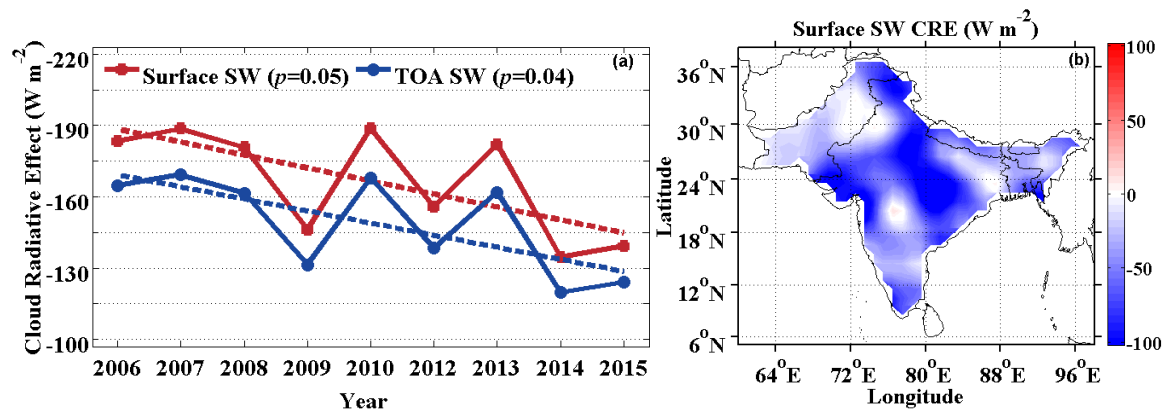 Cloud Radiative Effect (W m-2)
-220
-190
-160
-130
-100
Surface SW (p=0.05)
TOA SW (p=0.04)
(a)
2006 2007 2008 2009 2010 2012 2013 2014 2015
Year
Surface SW CRE (W m-2)
(b)
Latitude
36°N
30°N
24°N
18°N
12°N
6°N
64°E 72°E 80°E 88°E 96°E
Longitude
100
50
0
-50
-100